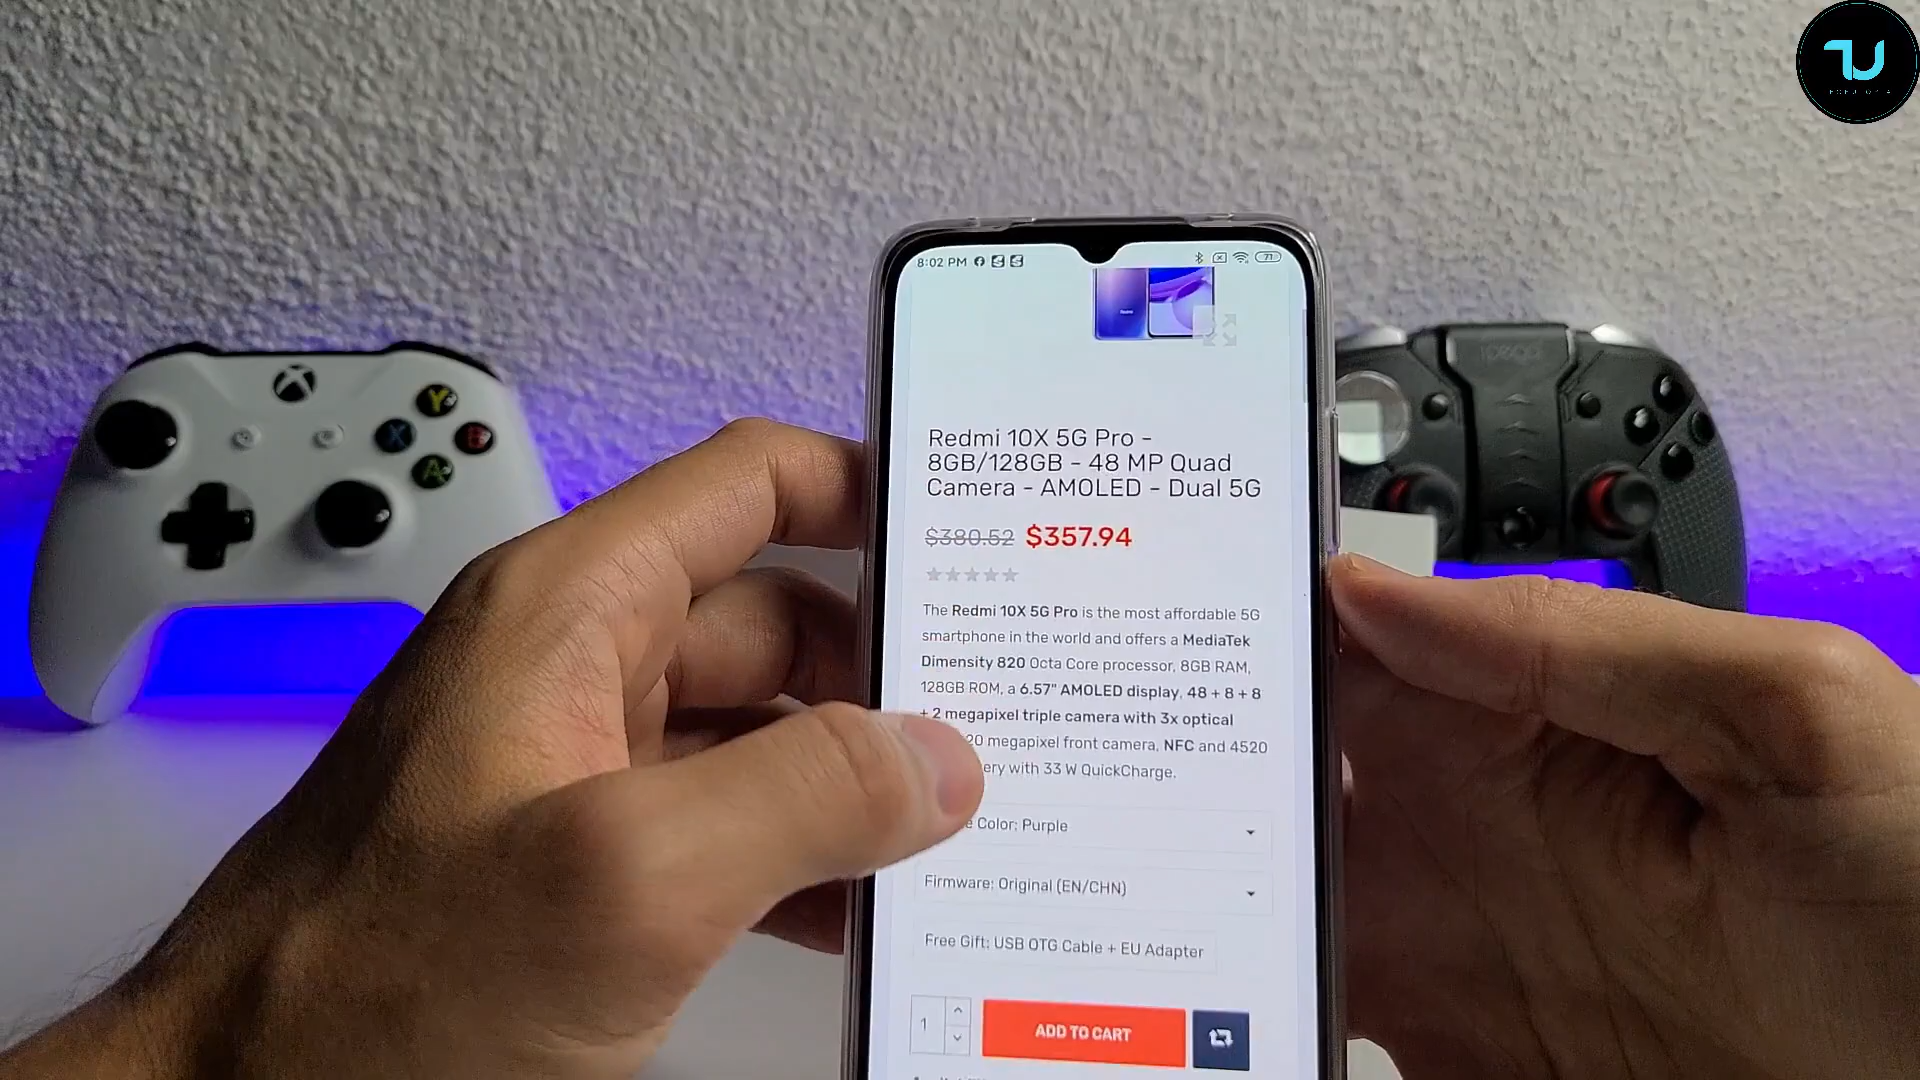 8:02 PM
71
Redmi 10X 5G Pro -
8GB/128GB - 48 MP Quad
Camera - AMOLED - Dual 5G
$380.52 $357.94
The Redmi 10X 5G Pro is the most affordable 5G
smartphone in the world and offers a MediaTek
Dimensity 820 Octa Core processor, 8GB RAM,
128GB ROM, a 6.57" AMOLED display, 48 + 8 + 8
+ 2 megapixel triple camera with 3x optical
20 megapixel front camera, NFC and 4520
with 33 W QuickCharge.
Color: Purple
Firmware: Original (EN/CHN)
Free Gift: USB OTG Cable + EU Adapter
1
ADD TO CART
Y
X
B
A